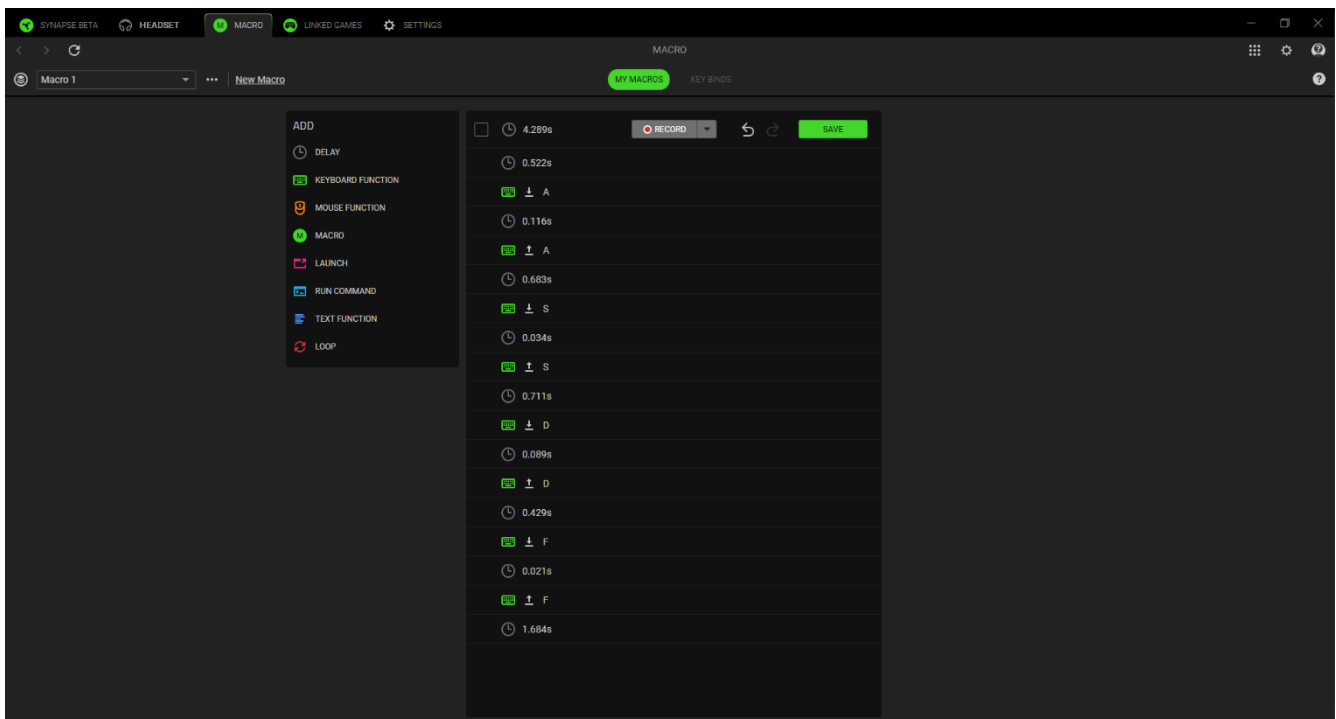 SYNAPSE BETA HEADSET MACRO LINKED GAMES SETTINGS
MACRO
Macro 1 New Macro MY MACROS KEY BINDS
ADD
DELAY
KEYBOARD FUNCTION
MOUSE FUNCTION
MACRO
LAUNCH
RUN COMMAND
TEXT FUNCTION
LOOP
4.289s RECORD SAVE
0.522s
A
0.116s
A
0.683s
S
0.034s
S
0.711s
D
0.089s
D
0.429s
F
0.021s
F
1.684s